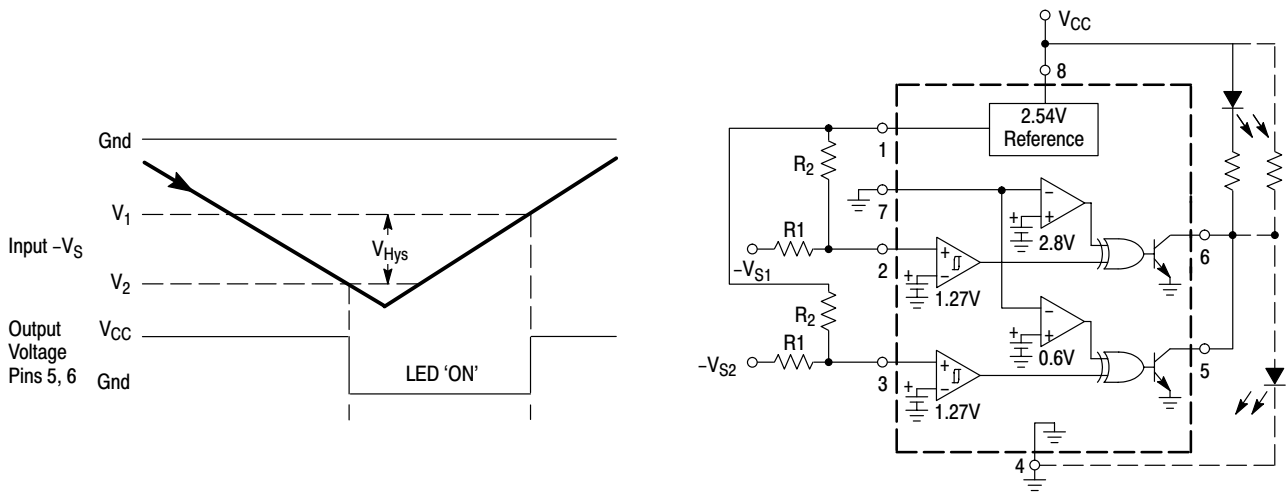 Gnd
V1
Input –VS
VHys
V2
Output
Voltage
Pins 5, 6
VCC
Gnd
LED 'ON'
VCC
8
2.54V
Reference
1
R2
7
–
+
+
2.8V
6
R1
–VS1
2
+
–
+
1.27V
R2
–
+
+
0.6V
5
R1
–VS2
3
+
–
+
1.27V
4